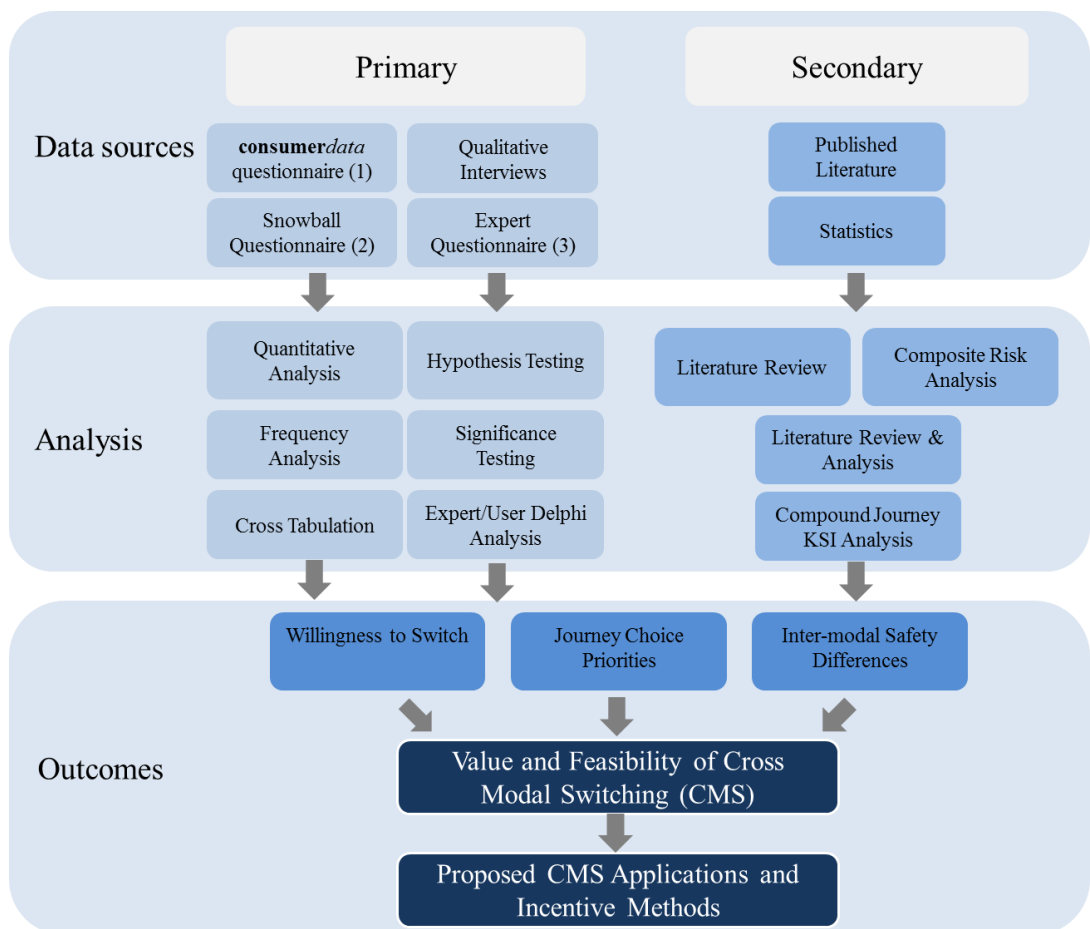 Primary
Secondary
Data sources
consumerdata
questionnaire (1)
Qualitative
Interviews
Snowball
Questionnaire (2)
Expert
Questionnaire (3)
Published
Literature
Statistics
Analysis
Quantitative
Analysis
Hypothesis Testing
Frequency
Analysis
Significance
Testing
Cross Tabulation
Expert/User Delphi
Analysis
Literature Review
Composite Risk
Analysis
Literature Review &
Analysis
Compound Journey
KSI Analysis
Outcomes
Willingness to Switch
Journey Choice
Priorities
Inter-modal Safety
Differences
Value and Feasibility of Cross
Modal Switching (CMS)
Proposed CMS Applications and
Incentive Methods